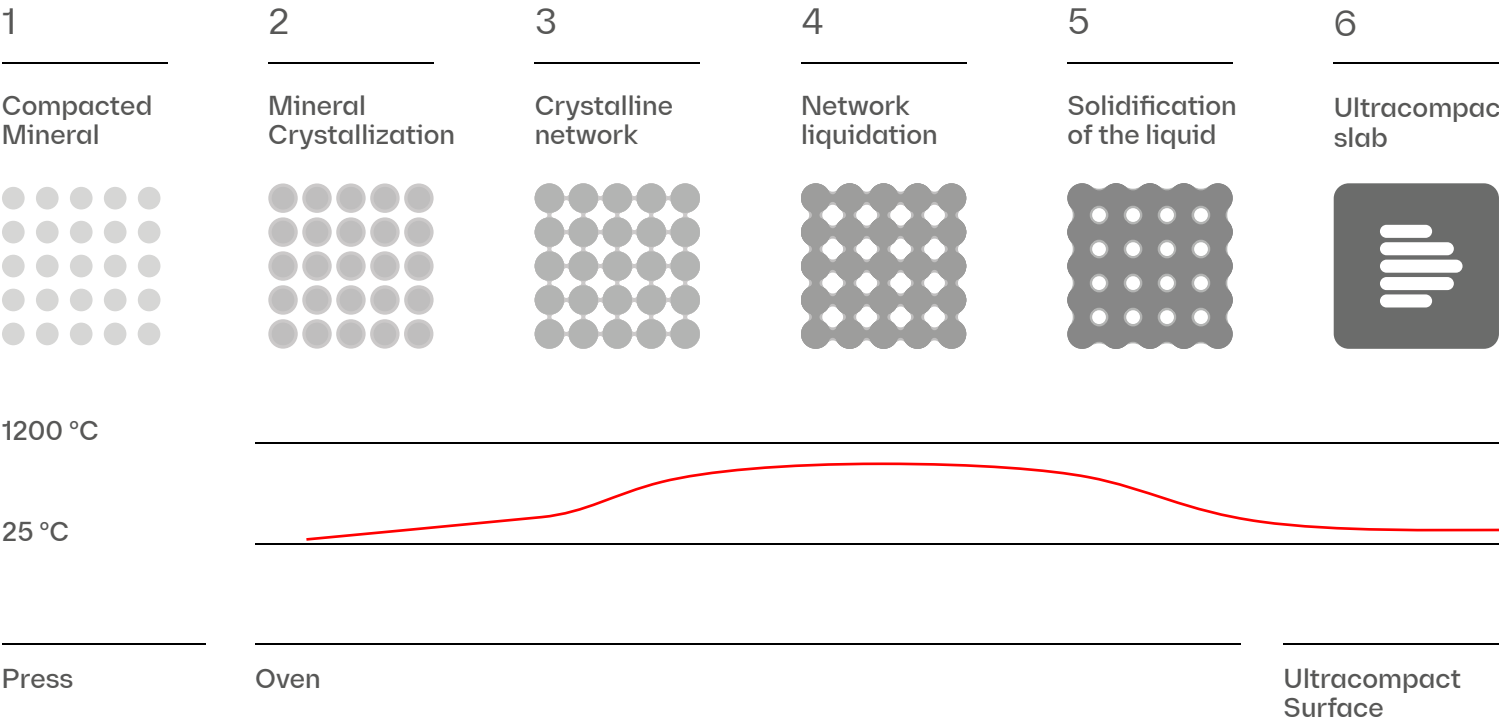 1
2
3
4
5
6
Compacted
Mineral
Mineral
Crystallization
Crystalline
network
Network
liquidation
Solidification
of the liquid
Ultracompac
slab
1200 °C
25 °C
Press
Oven
Ultracompact
Surface